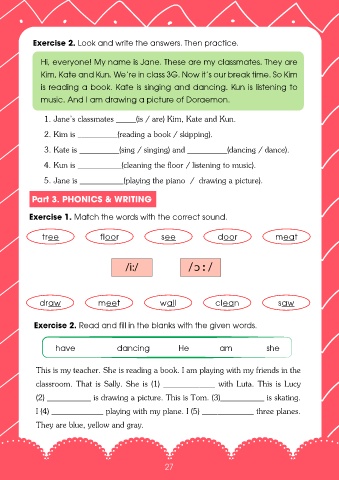 Exercise 2. Look and write the answers. Then practice.
Hi, everyone! My name is Jane. These are my classmates. They are
Kim, Kate and Kun. We're in class 3G. Now it's our break time. So Kim
is reading a book. Kate is singing and dancing. Kun is listening to
music. And I am drawing a picture of Doraemon.
1. Jane's classmates _____(is / are) Kim, Kate and Kun.
2. Kim is __________(reading a book / skipping).
3. Kate is __________(sing / singing) and __________(dancing / dance).
4. Kun is ___________(cleaning the floor / listening to music).
5. Jane is ___________(playing the piano / drawing a picture).
Part 3. PHONICS & WRITING
Exercise 1. Match the words with the correct sound.
tree floor see door meat
/i:/ /ɔ:/
draw meet wall clean saw
Exercise 2. Read and fill in the blanks with the given words.
have dancing He am she
This is my teacher. She is reading a book. I am playing with my friends in the
classroom. That is Sally. She is (1) _____________ with Luta. This is Lucy
(2) ___________ is drawing a picture. This is Tom. (3)___________ is skating.
I (4) _____________ playing with my plane. I (5) _____________ three planes.
They are blue, yellow and gray.
27